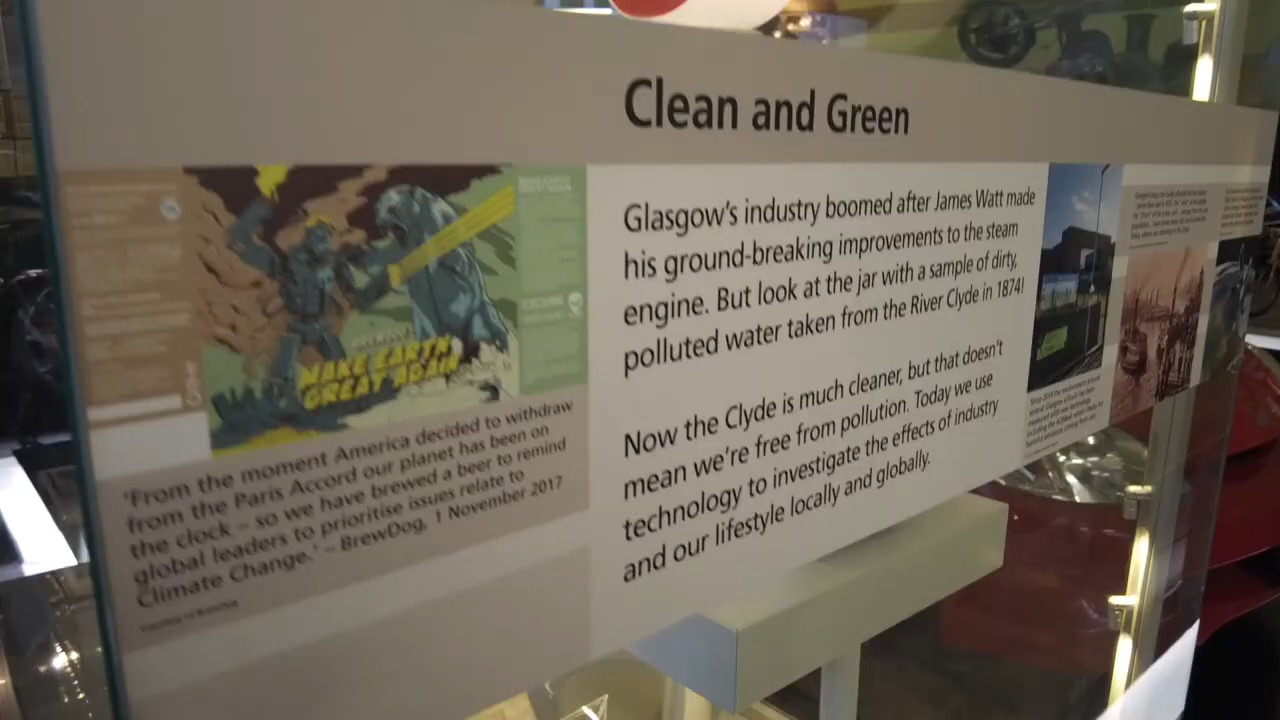 Clean and Green
MAKE EARTH
GREAT AGAIN
'From the moment America decided to withdraw
from the Paris Accord our planet has been on
the clock – so we have brewed a beer to remind
global leaders to prioritise issues relate to
Climate Change.' – BrewDog, 1 November 2017
Glasgow's industry boomed after James Watt made
his ground-breaking improvements to the steam
engine. But look at the jar with a sample of dirty,
polluted water taken from the River Clyde in 1874!
Now the Clyde is much cleaner, but that doesn't
mean we're free from pollution. Today we use
technology to investigate the effects of industry
and our lifestyle locally and globally.